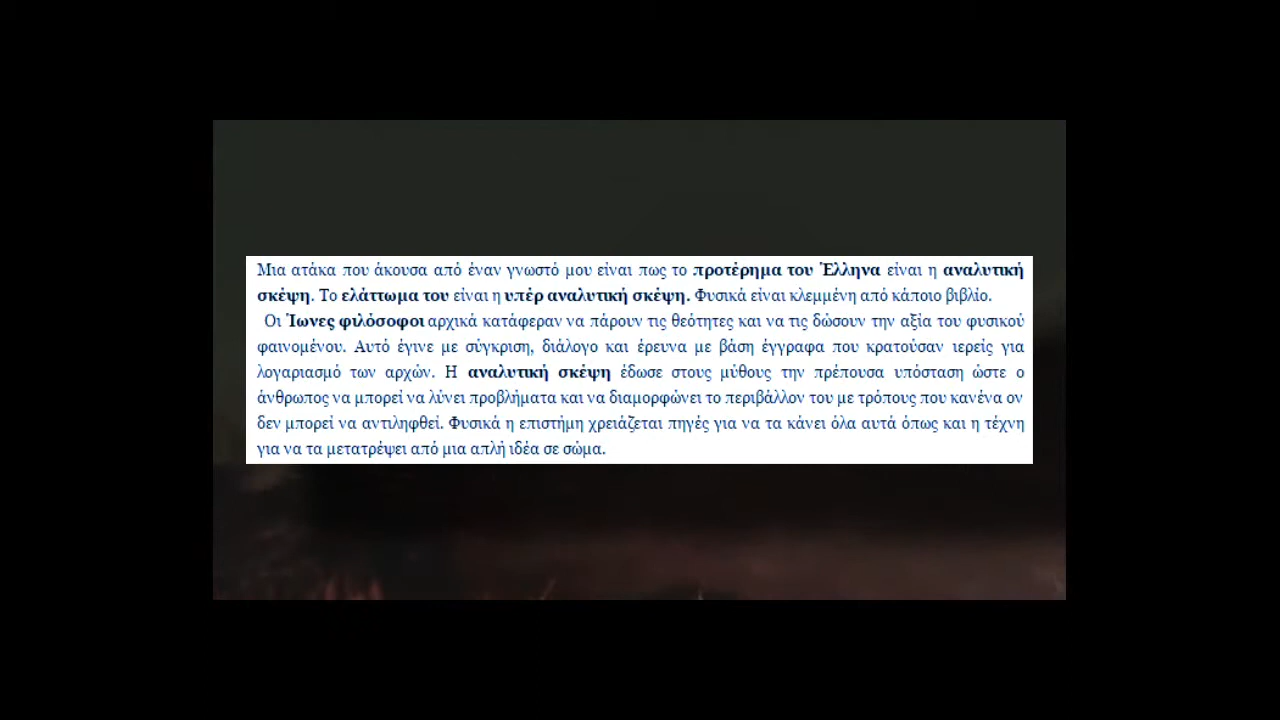 Μια ατάκα που άκουσα από έναν γνωστό μου είναι πως το προτέρημα του Έλληνα είναι η αναλυτική
σκέψη. Το ελάττωμα του είναι η υπέρ αναλυτική σκέψη. Φυσικά είναι κλεμμένη από κάποιο βιβλίο.
Οι Ίωνες φιλόσοφοι αρχικά κατάφεραν να πάρουν τις θεότητες και να τις δώσουν την αξία του φυσικού
φαινομένου. Αυτό έγινε με σύγκριση, διάλογο και έρευνα με βάση έγγραφα που κρατούσαν ιερείς για
λογαριασμό των αρχών. Η αναλυτική σκέψη έδωσε στους μύθους την πρέπουσα υπόσταση ώστε ο
άνθρωπος να μπορεί να λύνει προβλήματα και να διαμορφώνει το περιβάλλον του με τρόπους που κανένα ον
δεν μπορεί να αντιληφθεί. Φυσικά η επιστήμη χρειάζεται πηγές για να τα κάνει όλα αυτά όπως και η τέχνη
για να τα μετατρέψει από μια απλή ιδέα σε σώμα.